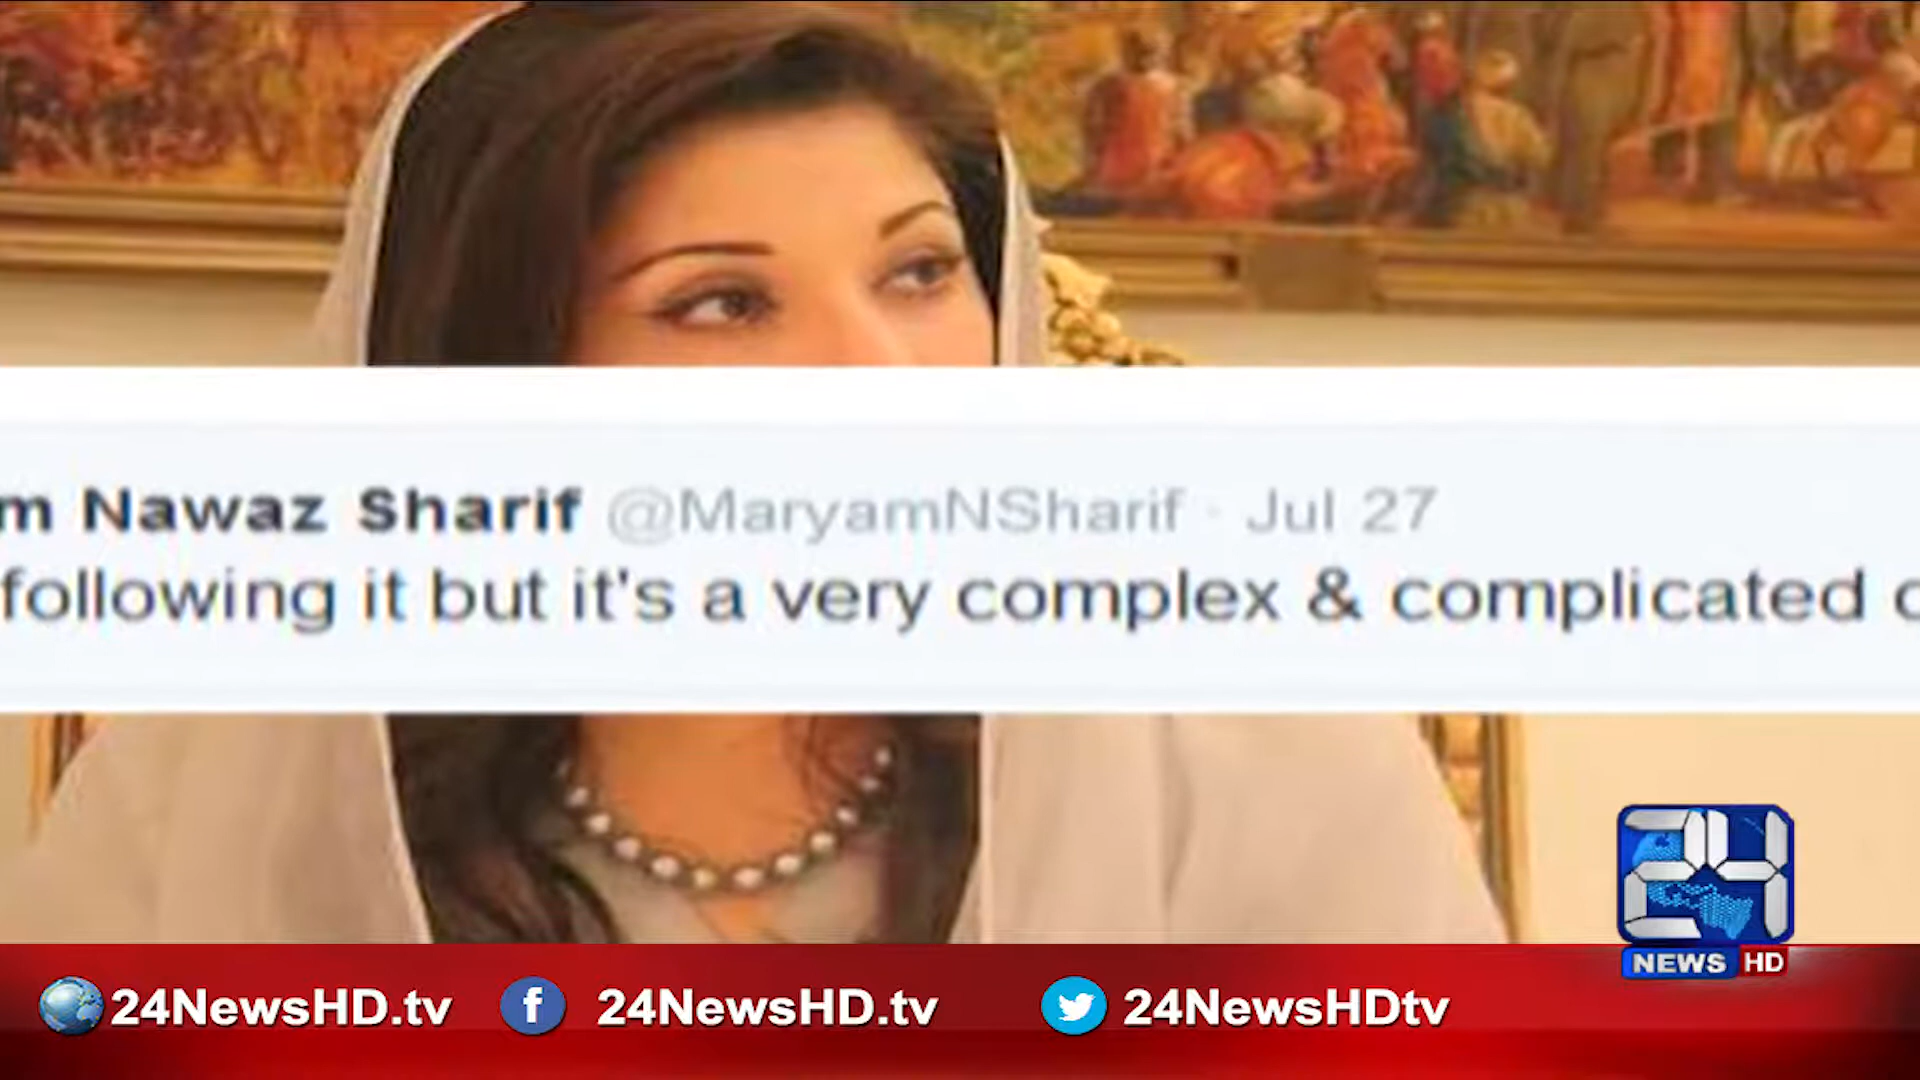 m Nawaz Sharif @MaryamNSharif · Jul 27
following it but it's a very complex & complicated c
24
NEWS HD
24NewsHD.tv
f 24NewsHD.tv
24NewsHDtv